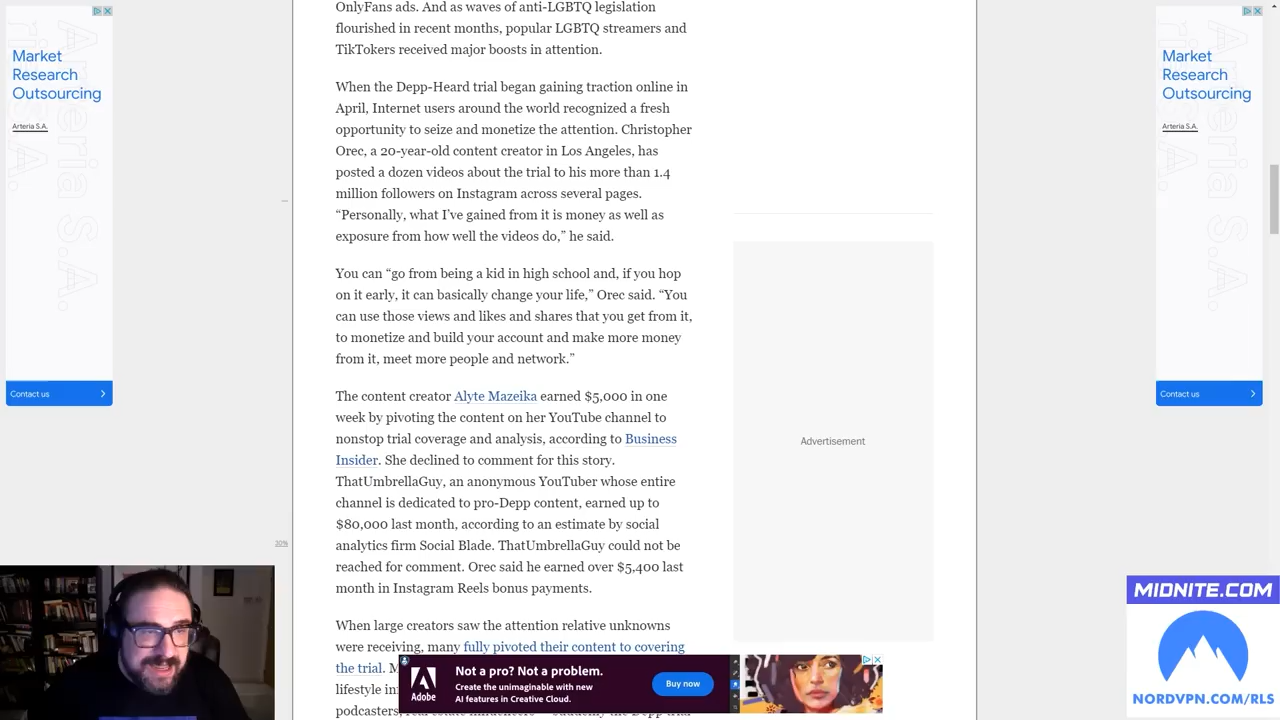 OnlyFans ads. And as waves of anti-LGBTQ legislation
flourished in recent months, popular LGBTQ streamers and
TikTokers received major boosts in attention.
When the Depp-Heard trial began gaining traction online in
April, Internet users around the world recognized a fresh
opportunity to seize and monetize the attention. Christopher
Orec, a 20-year-old content creator in Los Angeles, has
posted a dozen videos about the trial to his more than 1.4
million followers on Instagram across several pages.
“Personally, what I’ve gained from it is money as well as
exposure from how well the videos do,” he said.
You can “go from being a kid in high school and, if you hop
on it early, it can basically change your life,” Orec said. “You
can use those views and likes and shares that you get from it,
to monetize and build your account and make more money
from it, meet more people and network.”
The content creator Alyte Mazeika earned $5,000 in one
week by pivoting the content on her YouTube channel to
nonstop trial coverage and analysis, according to Business
Insider. She declined to comment for this story.
ThatUmbrellaGuy, an anonymous YouTuber whose entire
channel is dedicated to pro-Depp content, earned up to
$80,000 last month, according to an estimate by social
analytics firm Social Blade. ThatUmbrellaGuy could not be
reached for comment. Orec said he earned over $5,400 last
month in Instagram Reels bonus payments.
When large creators saw the attention relative unknowns
were receiving, many fully pivoted their content to covering
the trial.
Market
Research
Outsourcing
Arteria S.A.
Arteria S.A.
Contact us
30%
Advertisement
Market
Research
Outsourcing
Arteria S.A.
Arteria S.A.
Contact us
Adobe
Not a pro? Not a problem.
Create the unimaginable with new
AI features in Creative Cloud.
Buy now
MIDNITE.COM
NORDVPN.COM/RLS